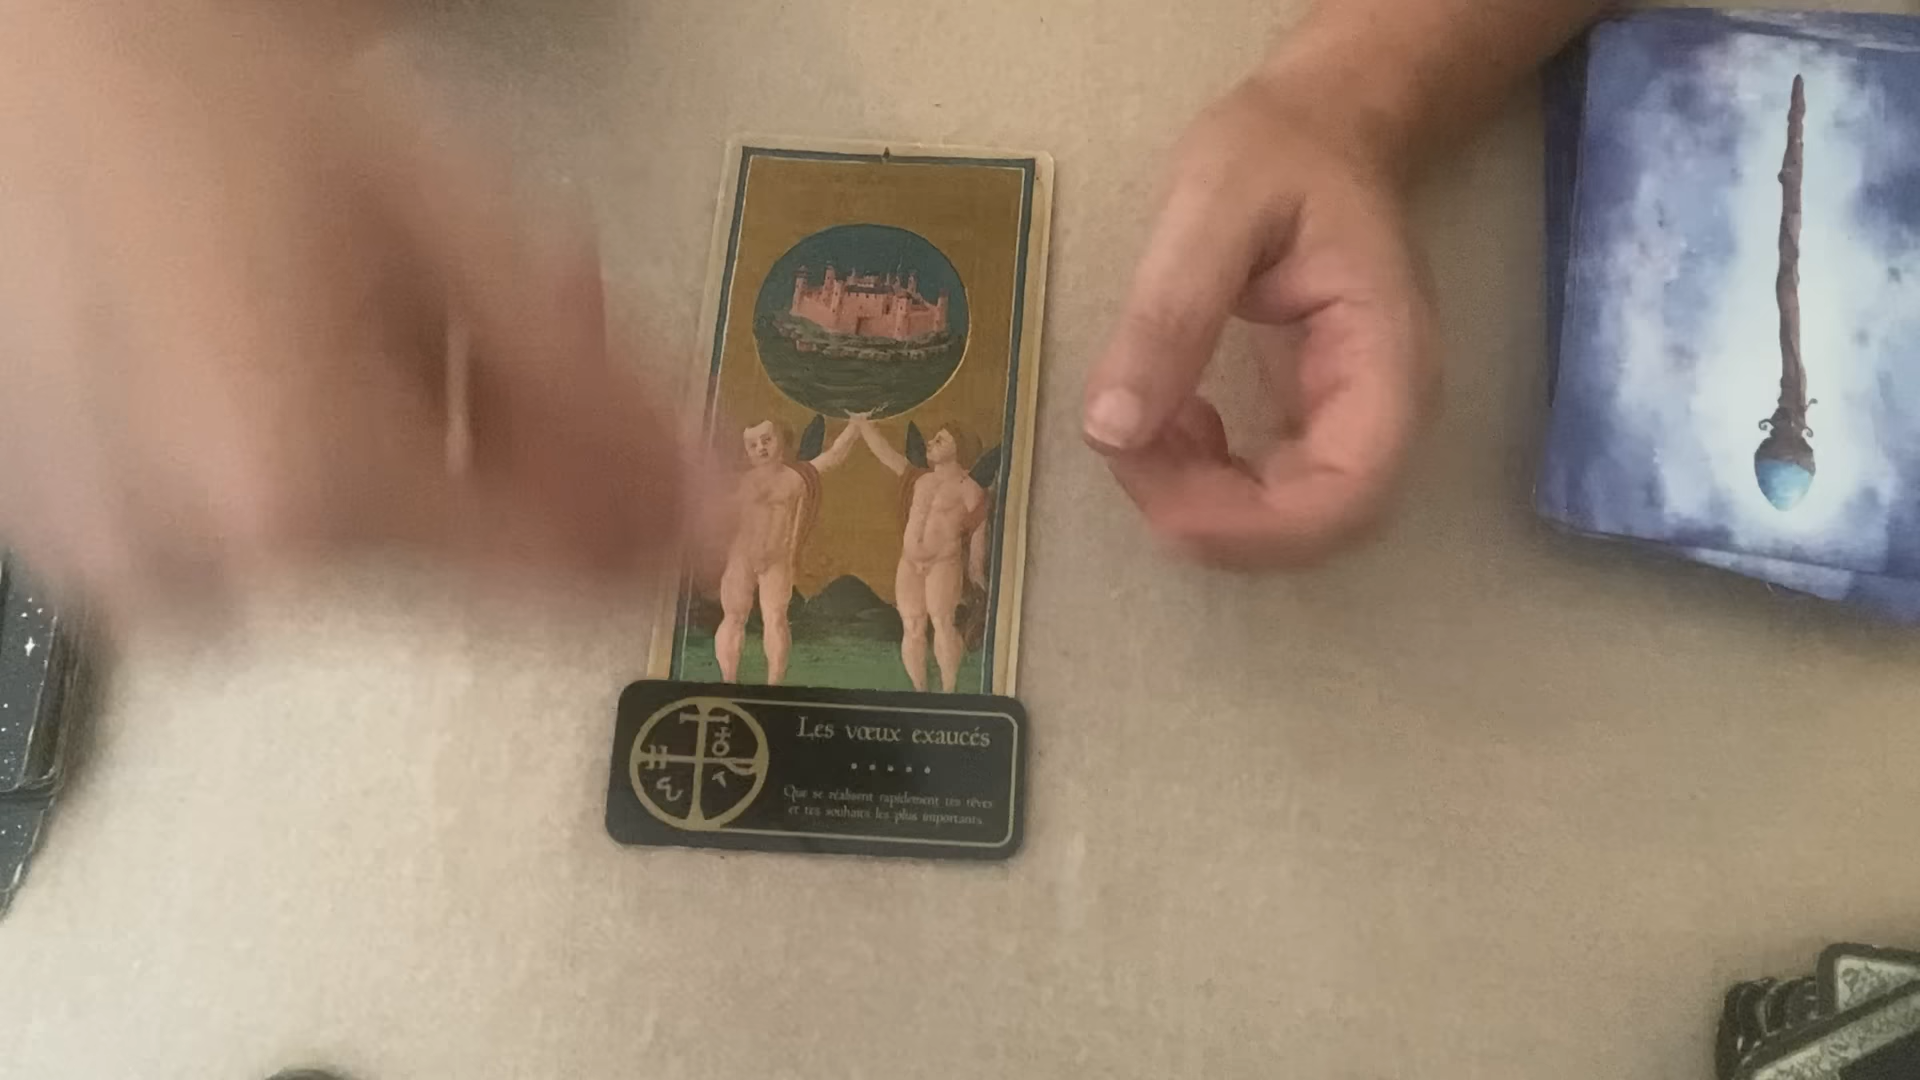 Les vœux exaucés
Que se réalisent rapidement tes rêves
et tes souhaits les plus importants.